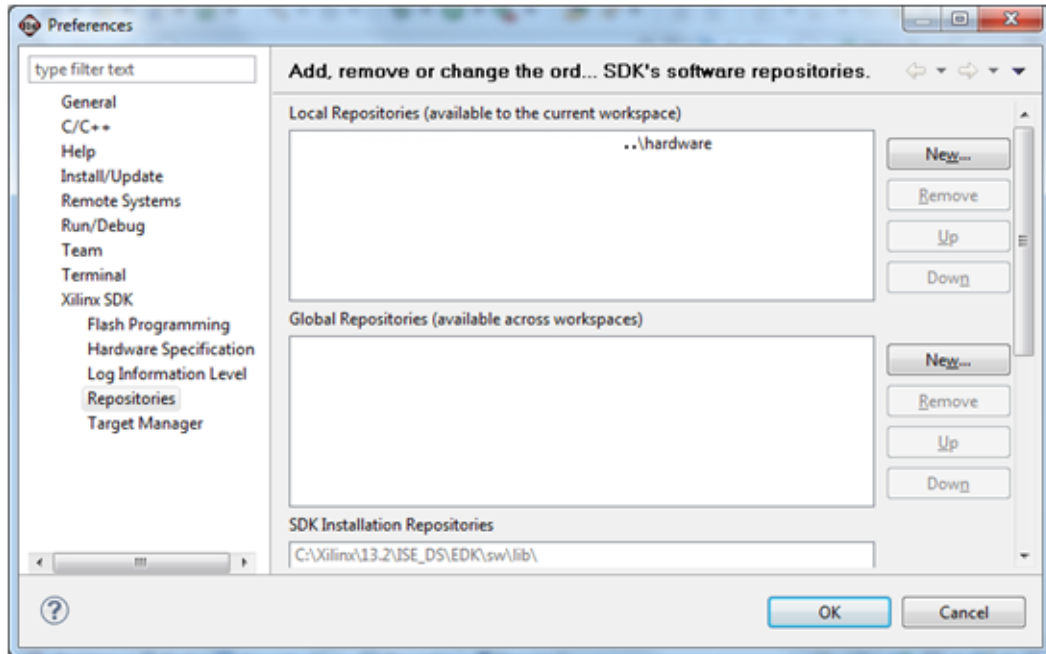 Preferences
type filter text
General
C/C++
Help
Install/Update
Remote Systems
Run/Debug
Team
Terminal
Xilinx SDK
Flash Programming
Hardware Specification
Log Information Level
Repositories
Target Manager
Add, remove or change the ord... SDK's software repositories.
Local Repositories (available to the current workspace)
..\hardware
New...
Remove
Up
Down
Global Repositories (available across workspaces)
New...
Remove
Up
Down
SDK Installation Repositories
C:\Xilinx\13.2\ISE_DS\EDK\sw\lib\
?
OK
Cancel